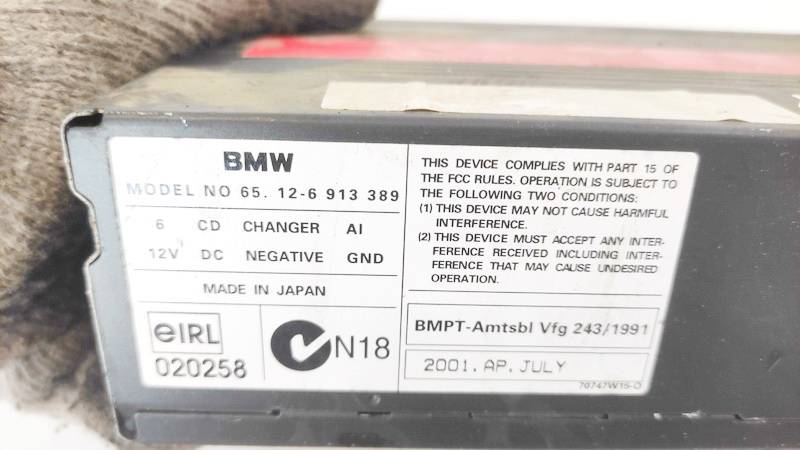 BMW
MODEL NO 65. 12-6 913 389
6 CD CHANGER AI
12V DC NEGATIVE GND
MADE IN JAPAN
eIRL
020258
N18
THIS DEVICE COMPLIES WITH PART 15 OF
THE FCC RULES. OPERATION IS SUBJECT TO
THE FOLLOWING TWO CONDITIONS:
(1) THIS DEVICE MAY NOT CAUSE HARMFUL
INTERFERENCE.
(2) THIS DEVICE MUST ACCEPT ANY INTER-
FERENCE RECEIVED INCLUDING INTER-
FERENCE THAT MAY CAUSE UNDESIRED
OPERATION.
BMPT-Amtsbl Vfg 243/1991
2001. AP. JULY
70747W15-O